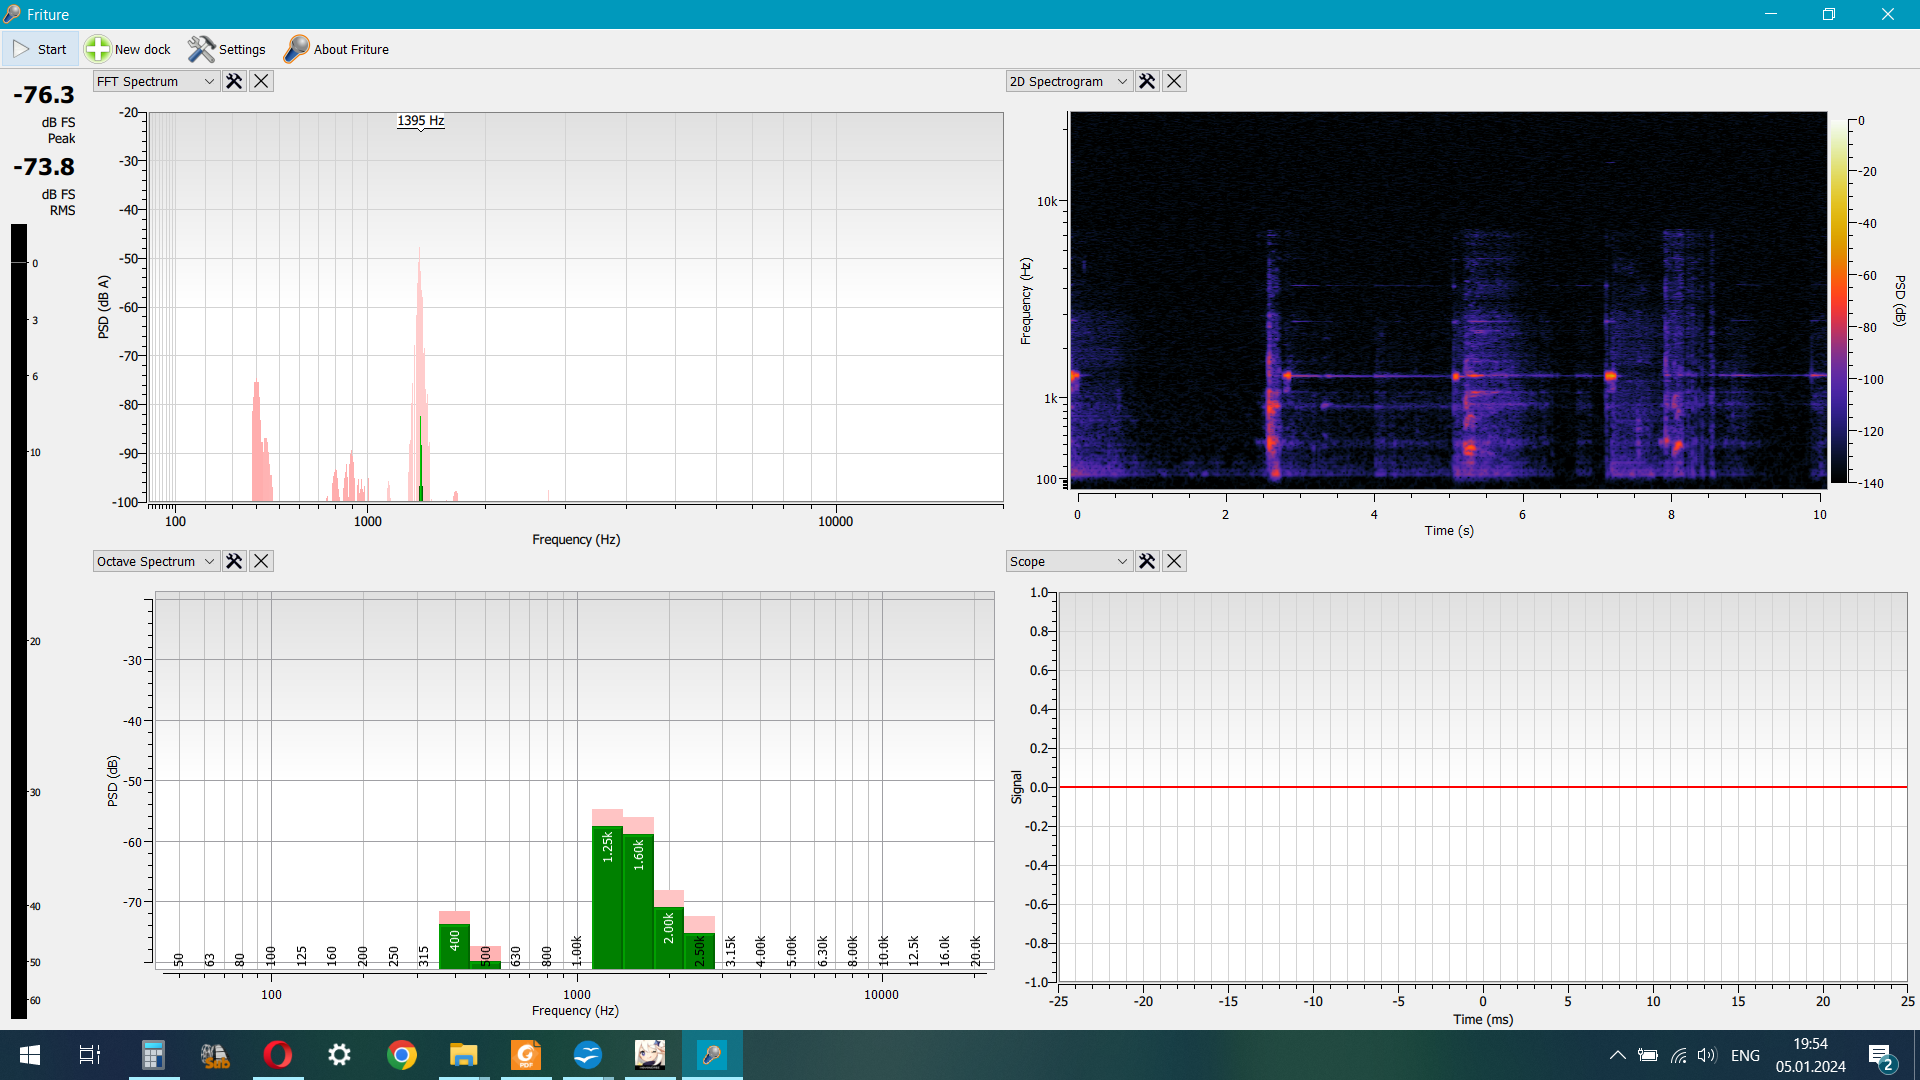 Friture
Start
New dock
Settings
About Friture
-76.3
dB FS
Peak
-73.8
dB FS
RMS
0
3
6
10
20
30
40
50
60
FFT Spectrum
1395 Hz
PSD (dB A)
-20
-30
-40
-50
-60
-70
-80
-90
-100
100 1000 10000
Frequency (Hz)
2D Spectrogram
Frequency (Hz)
10k
1k
100
0 2 4 6 8 10
Time (s)
0
-20
-40
-60
-80
-100
-120
-140
PSD (dB)
Octave Spectrum
PSD (dB)
-30
-40
-50
-60
-70
50 63 80 100 125 160 200 250 315 400 500 630 800 1.00k 1.25k 1.60k 2.00k 2.50k 3.15k 4.00k 5.00k 6.30k 8.00k 10.0k 12.5k 16.0k 20.0k
100 1000 10000
Frequency (Hz)
Scope
Signal
1.0
0.8
0.6
0.4
0.2
0.0
-0.2
-0.4
-0.6
-0.8
-1.0
-25 -20 -15 -10 -5 0 5 10 15 20 25
Time (ms)
PDF
ENG
19:54
05.01.2024
2